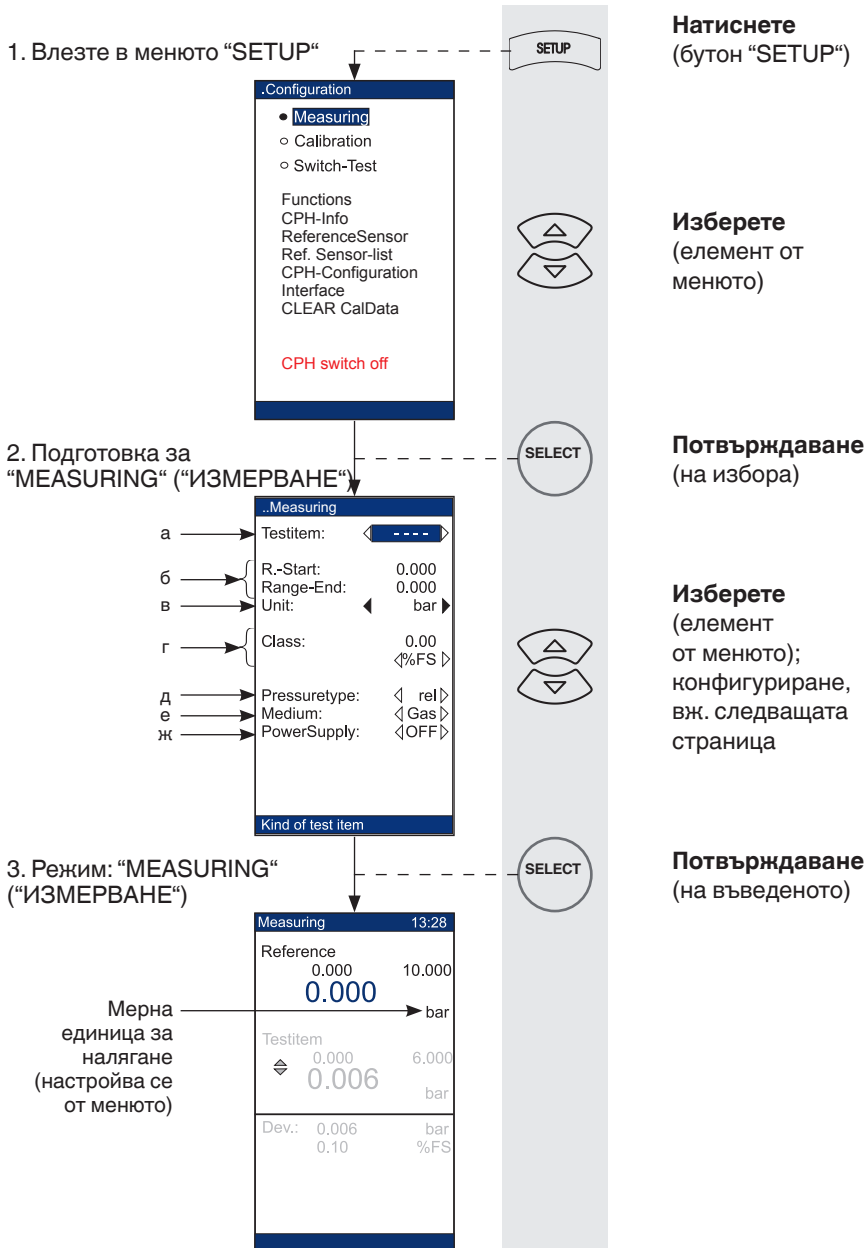 1. Влезте в менюто “SETUP“
SETUP
Натиснете
(бутон “SETUP“)
.Configuration
Measuring
Calibration
Switch-Test
Functions
CPH-Info
ReferenceSensor
Ref. Sensor-list
CPH-Configuration
Interface
CLEAR CalData
CPH switch off
Изберете
(елемент от
менюто)
2. Подготовка за
“MEASURING“ (“ИЗМЕРВАНЕ“)
SELECT
Потвърждаване
(на избора)
..Measuring
а Testitem: ----
б R.-Start: 0.000
Range-End: 0.000
в Unit: bar
г Class: 0.00
%FS
д Pressuretype: rel
е Medium: Gas
ж PowerSupply: OFF
Kind of test item
Изберете
(елемент
от менюто);
конфигуриране,
вж. следващата
страница
3. Режим: “MEASURING“
(“ИЗМЕРВАНЕ“)
SELECT
Потвърждаване
(на въведеното)
Measuring 13:28
Reference
0.000 10.000
0.000
bar
Мерна
единица за
налягане
(настройва се
от менюто)
Testitem
0.000 6.000
0.006
bar
Dev.: 0.006 bar
0.10 %FS